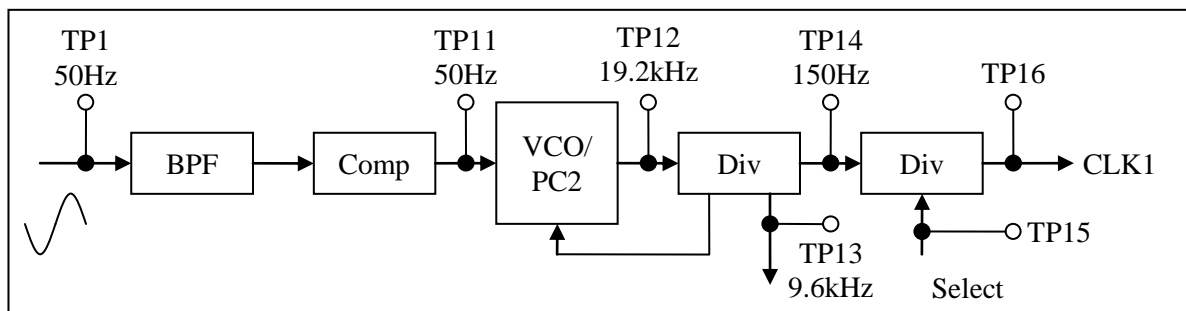 TP1
50Hz
TP11
50Hz
TP12
19.2kHz
TP14
150Hz
TP16
BPF
Comp
VCO/
PC2
Div
Div
CLK1
TP13
9.6kHz
TP15
Select